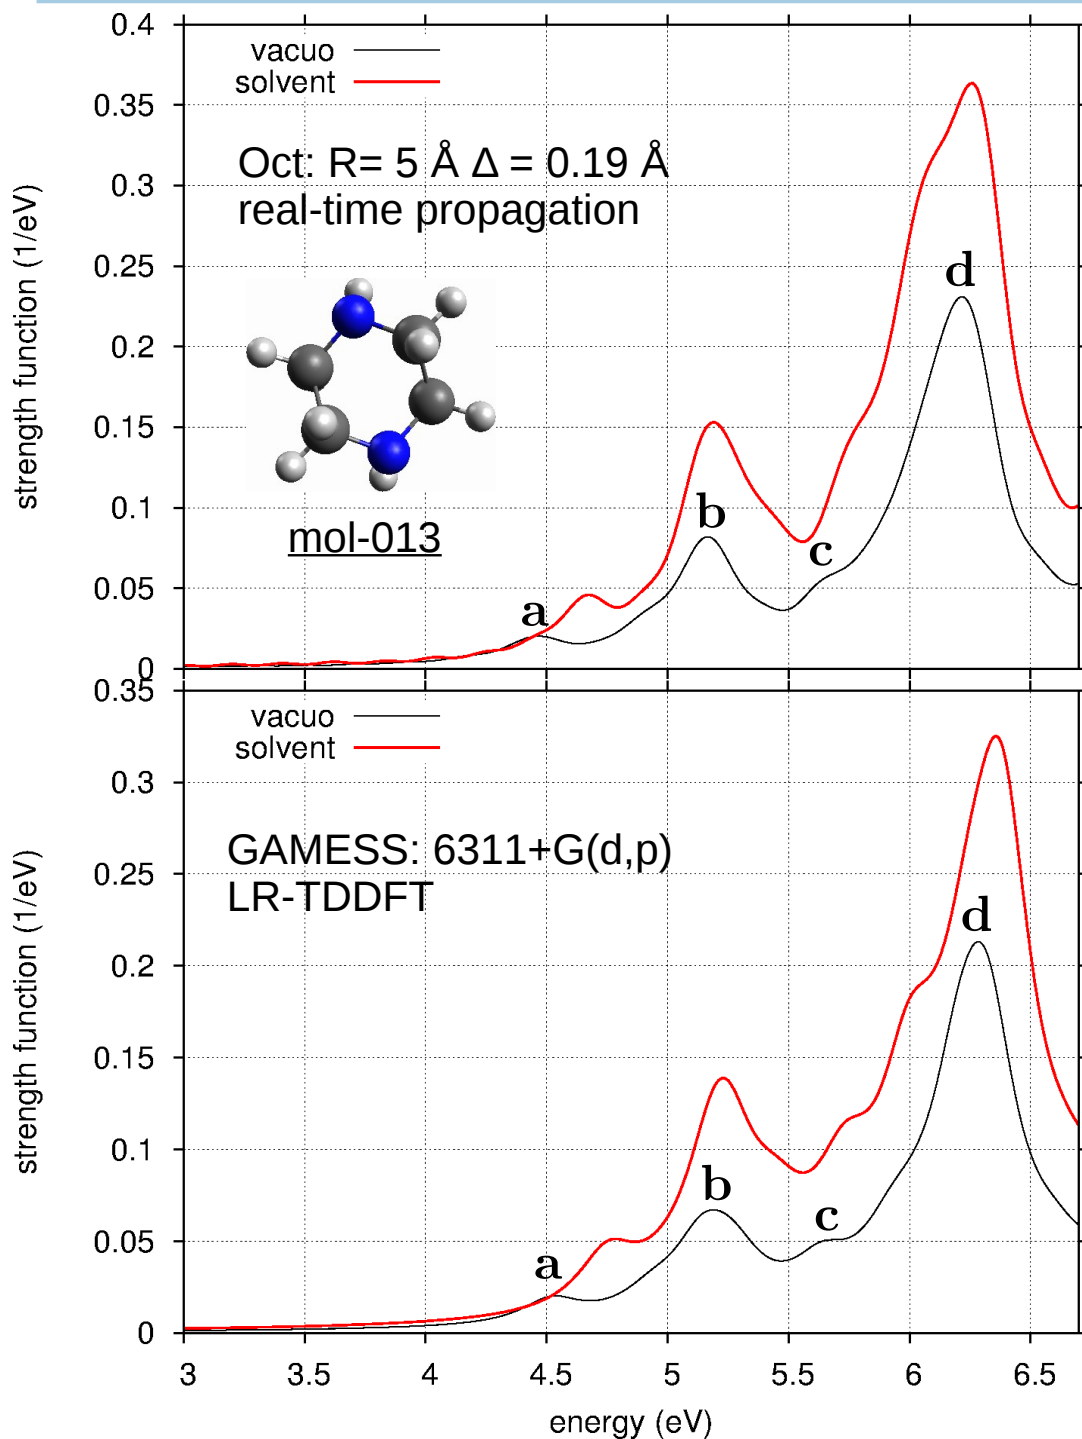 0.4
vacuo
solvent
0.35
Oct: R= 5 Å Δ = 0.19 Å
real-time propagation
0.3
0.25
0.2
0.15
0.1
0.05
0
strength function (1/eV)
mol-013
a
b
c
d
0.35
vacuo
solvent
0.3
GAMESS: 6311+G(d,p)
LR-TDDFT
0.25
0.2
0.15
0.1
0.05
0
strength function (1/eV)
a
b
c
d
3 3.5 4 4.5 5 5.5 6 6.5
energy (eV)